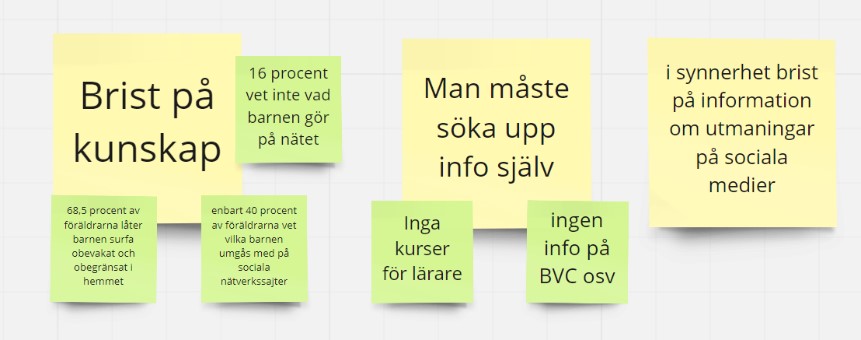 Brist på
kunskap
16 procent
vet inte vad
barnen gör
på nätet
68,5 procent av
föräldrarna låter
barnen surfa
obevakat och
obegränsat i
hemmet
enbart 40 procent
av föräldrarna vet
vilka barnen
umgås med på
sociala
nätverkssajter
Man måste
söka upp
info själv
Inga
kurser
för lärare
ingen
info på
BVC osv
i synnerhet brist
på information
om utmaningar
på sociala
medier